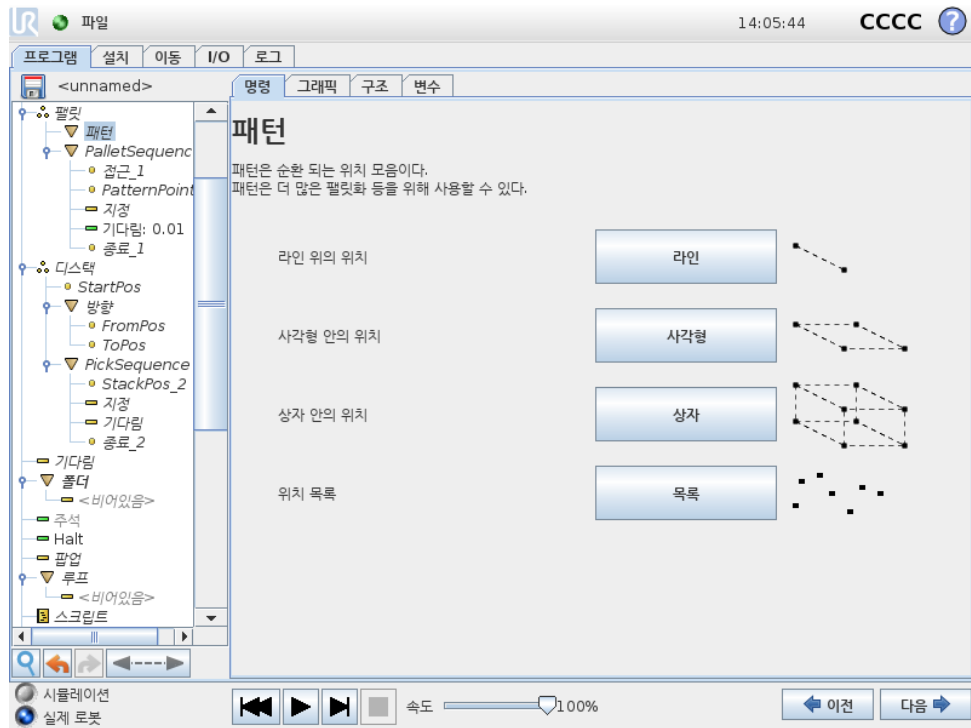 UR 파일 14:05:44 CCCC ?
프로그램 설치 이동 I/O 로그
<unnamed>
명령 그래픽 구조 변수
팔릿
패턴
PalletSequenc
접근_1
PatternPoint
지정
기다림: 0.01
종료_1
디스택
StartPos
방향
FromPos
ToPos
PickSequence
StackPos_2
지정
기다림
종료_2
기다림
폴더
<비어있음>
주석
Halt
팝업
루프
<비어있음>
스크립트
패턴
패턴은 순환 되는 위치 모음이다.
패턴은 더 많은 팰릿화 등을 위해 사용할 수 있다.
라인 위의 위치 라인
사각형 안의 위치 사각형
상자 안의 위치 상자
위치 목록 목록
시뮬레이션
실제 로봇
속도 100%
이전 다음